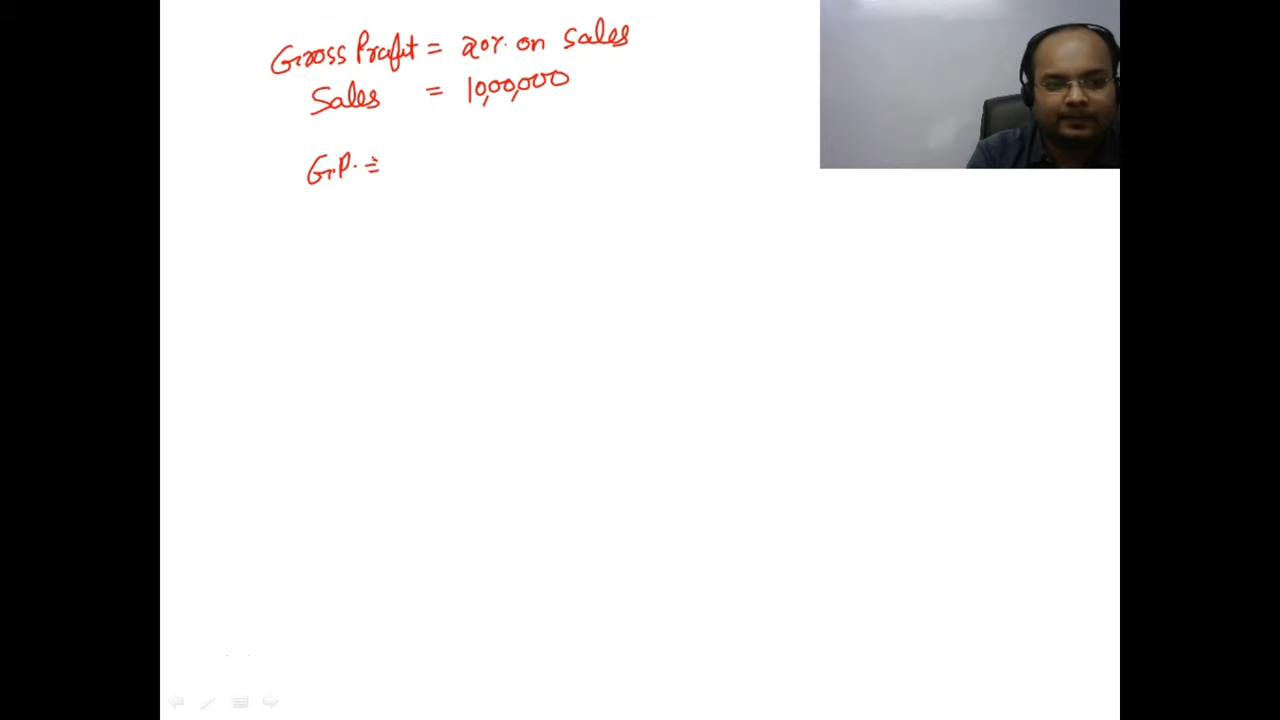 Gross Profit = 20% on sales
Sales = 10,00,000
G.P. =